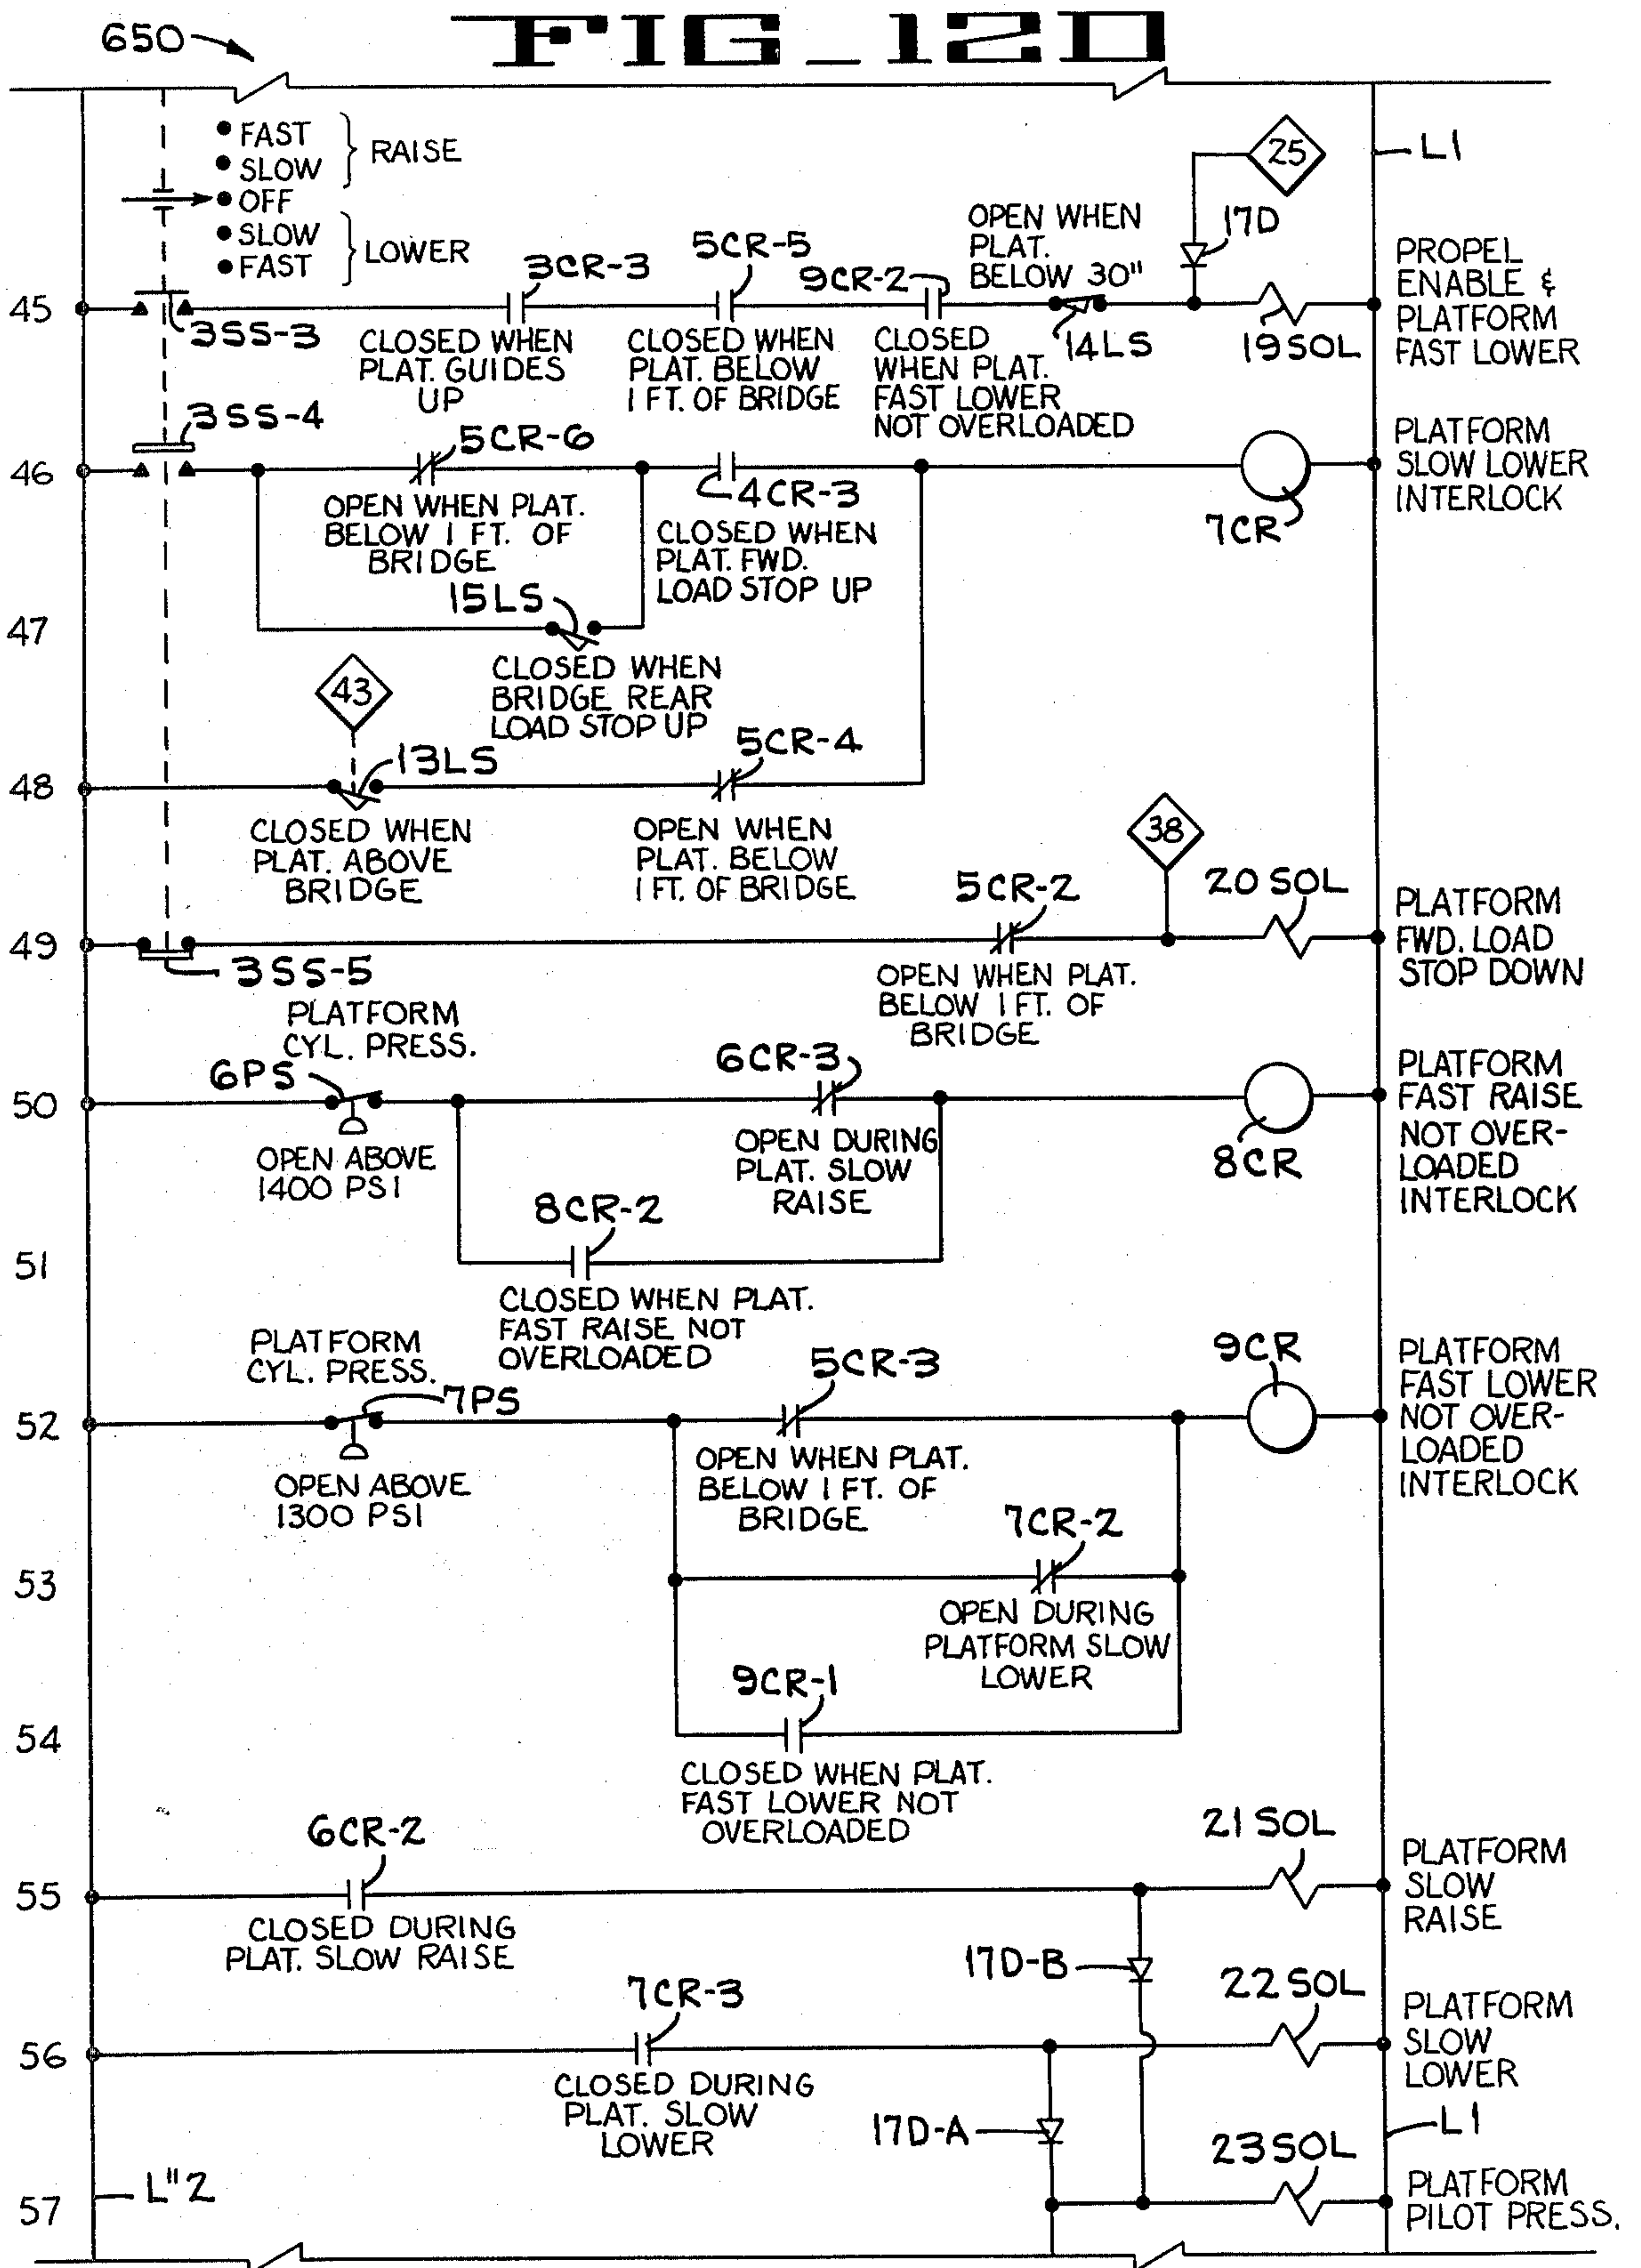 FIG_12D
650
FAST
SLOW
RAISE
OFF
SLOW
FAST
LOWER
25
L1
17D
OPEN WHEN
PLAT.
BELOW 30"
45
3SS-3
3CR-3
CLOSED WHEN
PLAT. GUIDES
UP
5CR-5
CLOSED WHEN
PLAT. BELOW
1 FT. OF BRIDGE
9CR-2
CLOSED
WHEN PLAT.
FAST LOWER
NOT OVERLOADED
14LS
19SOL
PROPEL
ENABLE &
PLATFORM
FAST LOWER
46
3SS-4
5CR-6
OPEN WHEN PLAT.
BELOW 1 FT. OF
BRIDGE
4CR-3
CLOSED WHEN
PLAT. FWD.
LOAD STOP UP
7CR
PLATFORM
SLOW LOWER
INTERLOCK
47
15LS
CLOSED WHEN
BRIDGE REAR
LOAD STOP UP
43
48
13LS
CLOSED WHEN
PLAT. ABOVE
BRIDGE
5CR-4
OPEN WHEN
PLAT. BELOW
1 FT. OF BRIDGE
38
49
3SS-5
5CR-2
OPEN WHEN PLAT.
BELOW 1 FT. OF
BRIDGE
20 SOL
PLATFORM
FWD. LOAD
STOP DOWN
PLATFORM
CYL. PRESS.
50
6PS
OPEN ABOVE
1400 PSI
6CR-3
OPEN DURING
PLAT. SLOW
RAISE
8CR
PLATFORM
FAST RAISE
NOT OVER-
LOADED
INTERLOCK
51
8CR-2
CLOSED WHEN PLAT.
FAST RAISE NOT
OVERLOADED
PLATFORM
CYL. PRESS.
52
7PS
OPEN ABOVE
1300 PSI
5CR-3
OPEN WHEN PLAT.
BELOW 1 FT. OF
BRIDGE
9CR
PLATFORM
FAST LOWER
NOT OVER-
LOADED
INTERLOCK
53
7CR-2
OPEN DURING
PLATFORM SLOW
LOWER
54
9CR-1
CLOSED WHEN PLAT.
FAST LOWER NOT
OVERLOADED
55
6CR-2
CLOSED DURING
PLAT. SLOW RAISE
21 SOL
PLATFORM
SLOW
RAISE
17D-B
56
7CR-3
CLOSED DURING
PLAT. SLOW
LOWER
22 SOL
PLATFORM
SLOW
LOWER
17D-A
L1
57
L"2
23SOL
PLATFORM
PILOT PRESS.